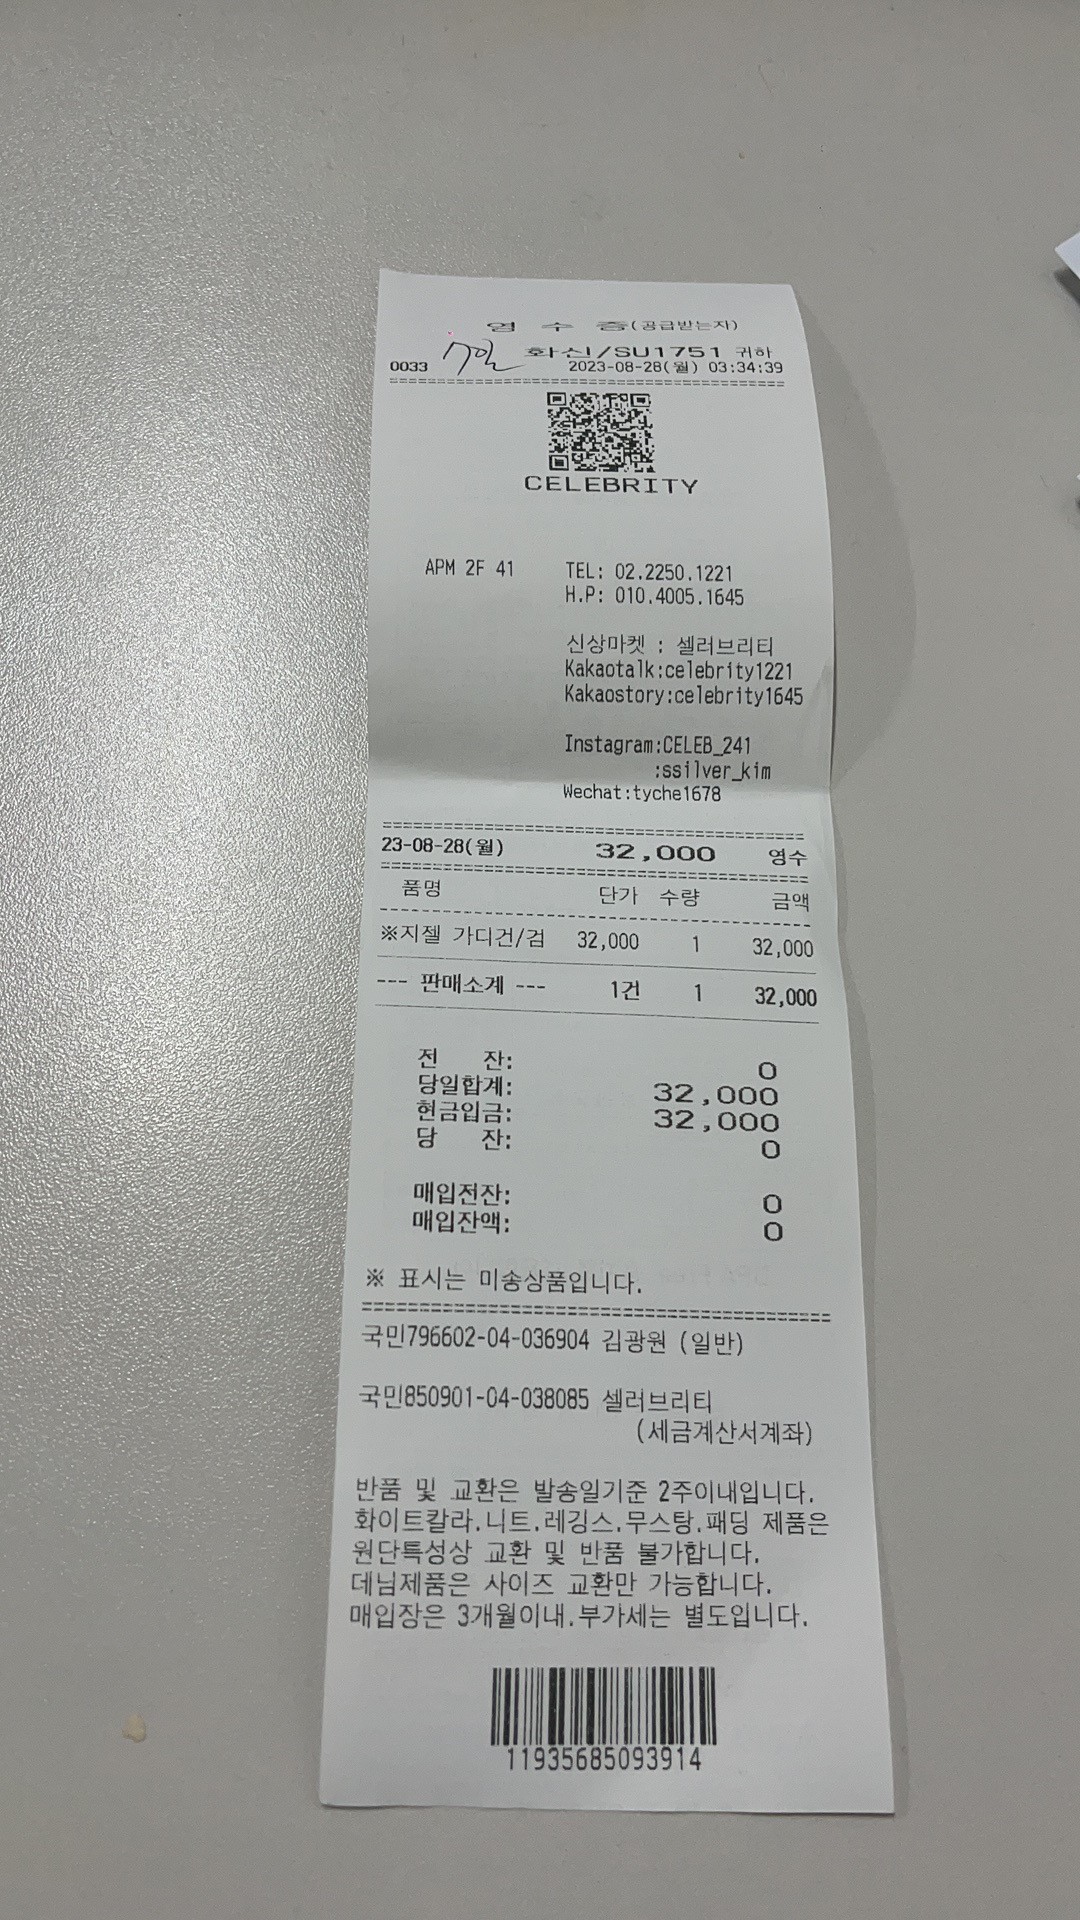 영 수 증(공급받는자)
0033 7일 화신/SU1751 귀하
2023-08-28(월) 03:34:39
CELEBRITY
APM 2F 41 TEL: 02.2250.1221
H.P: 010.4005.1645
신상마켓 : 셀러브리티
Kakaotalk:celebrity1221
Kakaostory:celebrity1645
Instagram:CELEB_241
:ssilver_kim
Wechat:tyche1678
23-08-28(월) 32,000 영수
품명 단가 수량 금액
※지젤 가디건/검 32,000 1 32,000
--- 판매소계 --- 1건 1 32,000
전 잔: 0
당일합계: 32,000
현금입금: 32,000
당 잔: 0
매입전잔: 0
매입잔액: 0
※ 표시는 미송상품입니다.
국민796602-04-036904 김광원 (일반)
국민850901-04-038085 셀러브리티
(세금계산서계좌)
반품 및 교환은 발송일기준 2주이내입니다.
화이트칼라.니트.레깅스.무스탕.패딩 제품은
원단특성상 교환 및 반품 불가합니다.
데님제품은 사이즈 교환만 가능합니다.
매입장은 3개월이내.부가세는 별도입니다.
11935685093914